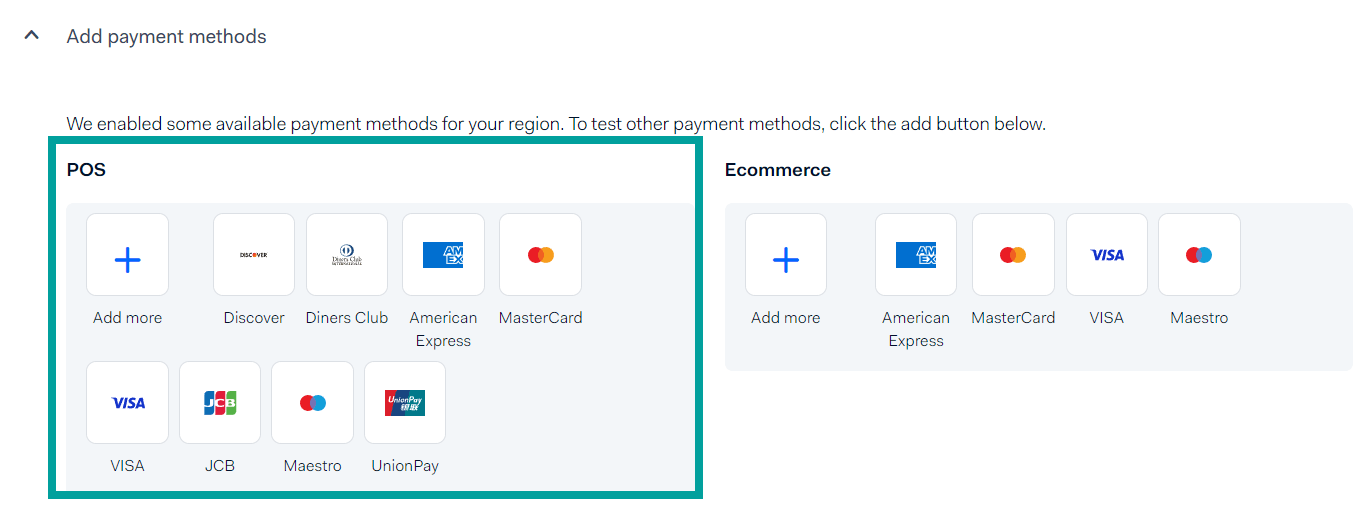 Add payment methods
We enabled some available payment methods for your region. To test other payment methods, click the add button below.
POS
DISCOVER
Diners Club
INTERNATIONAL
AM
EX
Add more
Discover
Diners Club
American
Express
MasterCard
VISA
JCB
UnionPay
银联
VISA
JCB
Maestro
UnionPay
Ecommerce
AM
EX
VISA
Add more
American
Express
MasterCard
VISA
Maestro